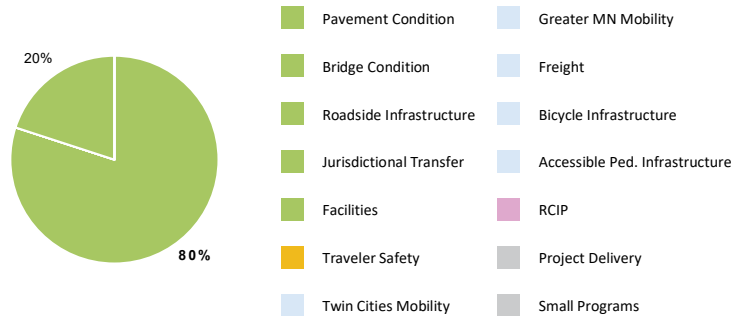 20%
80%
Pavement Condition
Bridge Condition
Roadside Infrastructure
Jurisdictional Transfer
Facilities
Traveler Safety
Twin Cities Mobility
Greater MN Mobility
Freight
Bicycle Infrastructure
Accessible Ped. Infrastructure
RCIP
Project Delivery
Small Programs